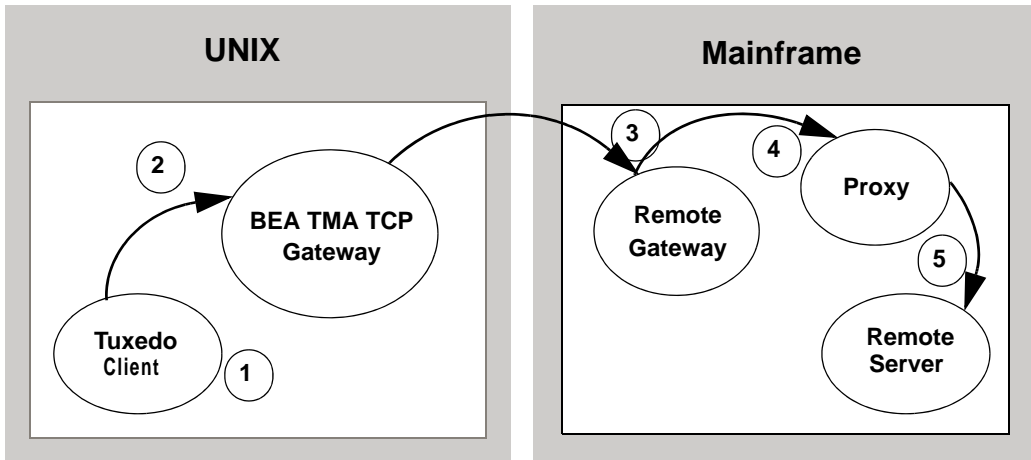 UNIX
2
BEA TMA TCP
Gateway
Tuxedo
Client
1
Mainframe
3
4
Proxy
Remote
Gateway
5
Remote
Server